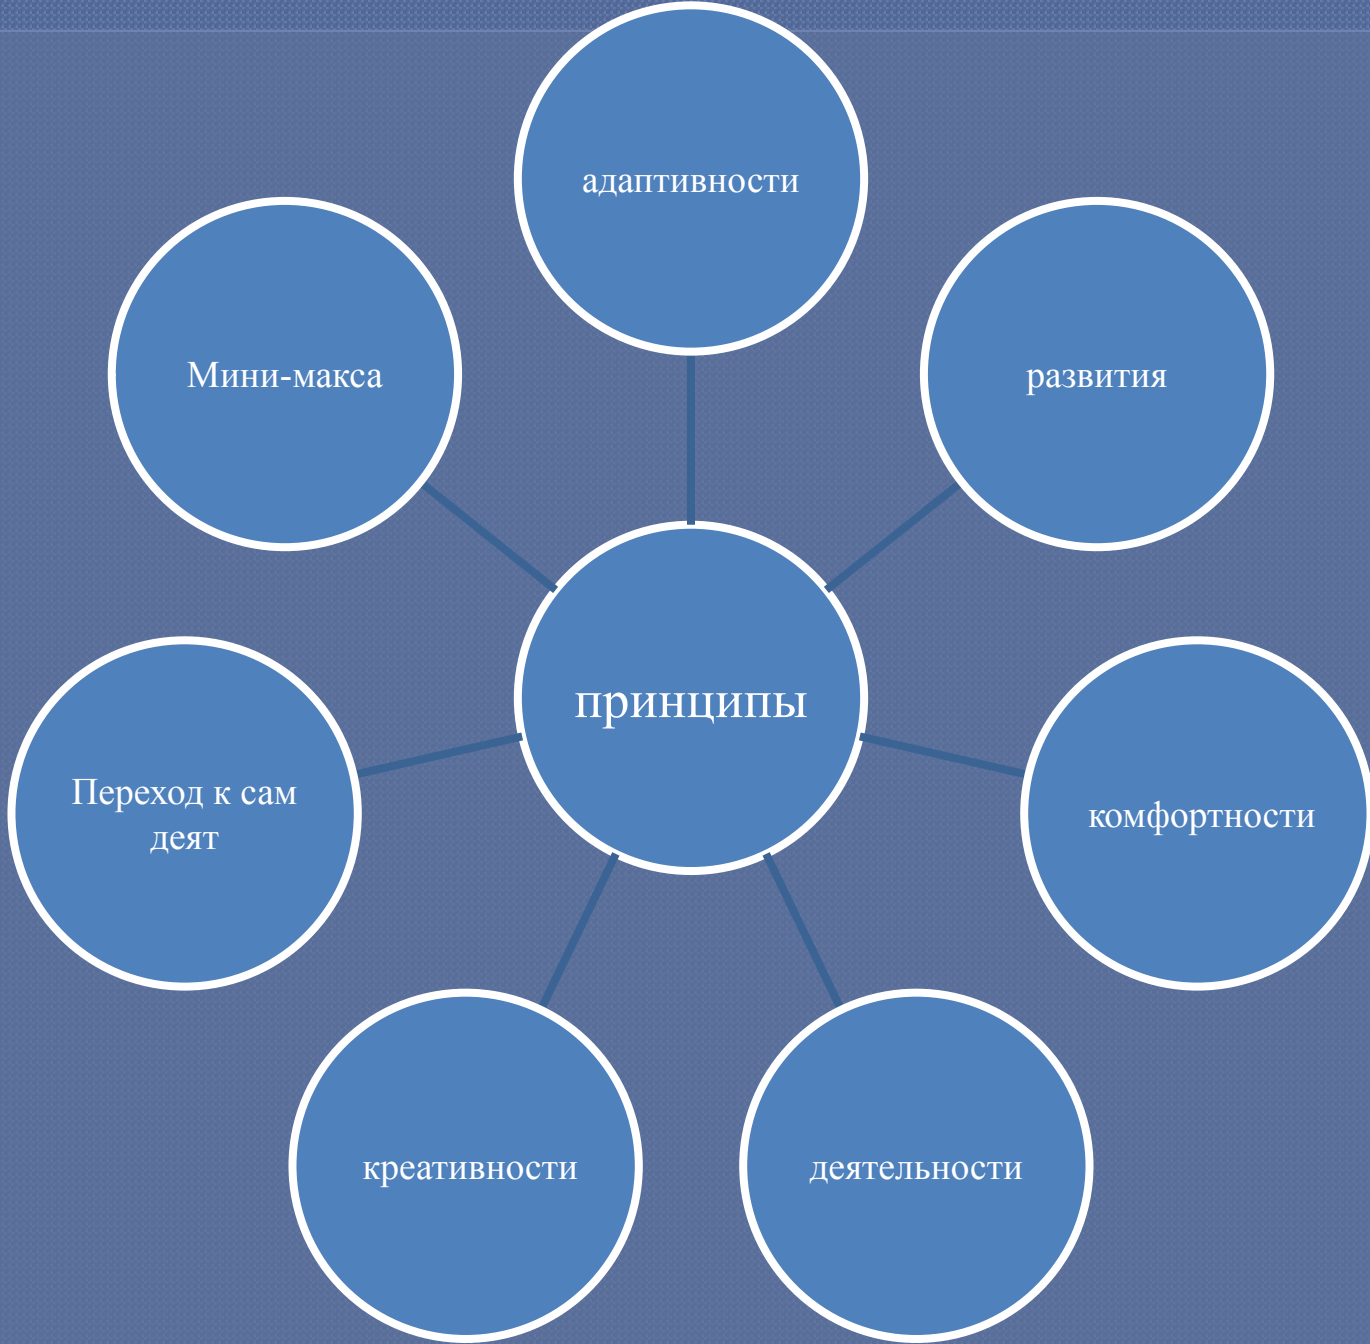 адаптивности
Мини-макса
развития
принципы
Переход к сам
деят
комфортности
креативности
деятельности